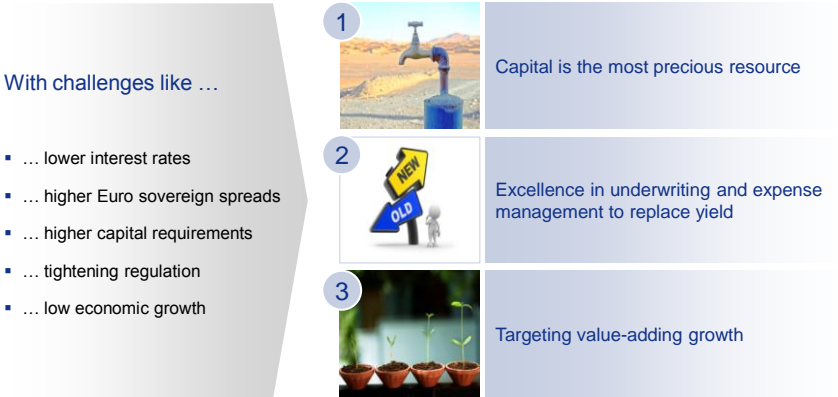 With challenges like …
▪ … lower interest rates
▪ … higher Euro sovereign spreads
▪ … higher capital requirements
▪ … tightening regulation
▪ … low economic growth
1
Capital is the most precious resource
2
NEW
OLD
Excellence in underwriting and expense
management to replace yield
3
Targeting value-adding growth